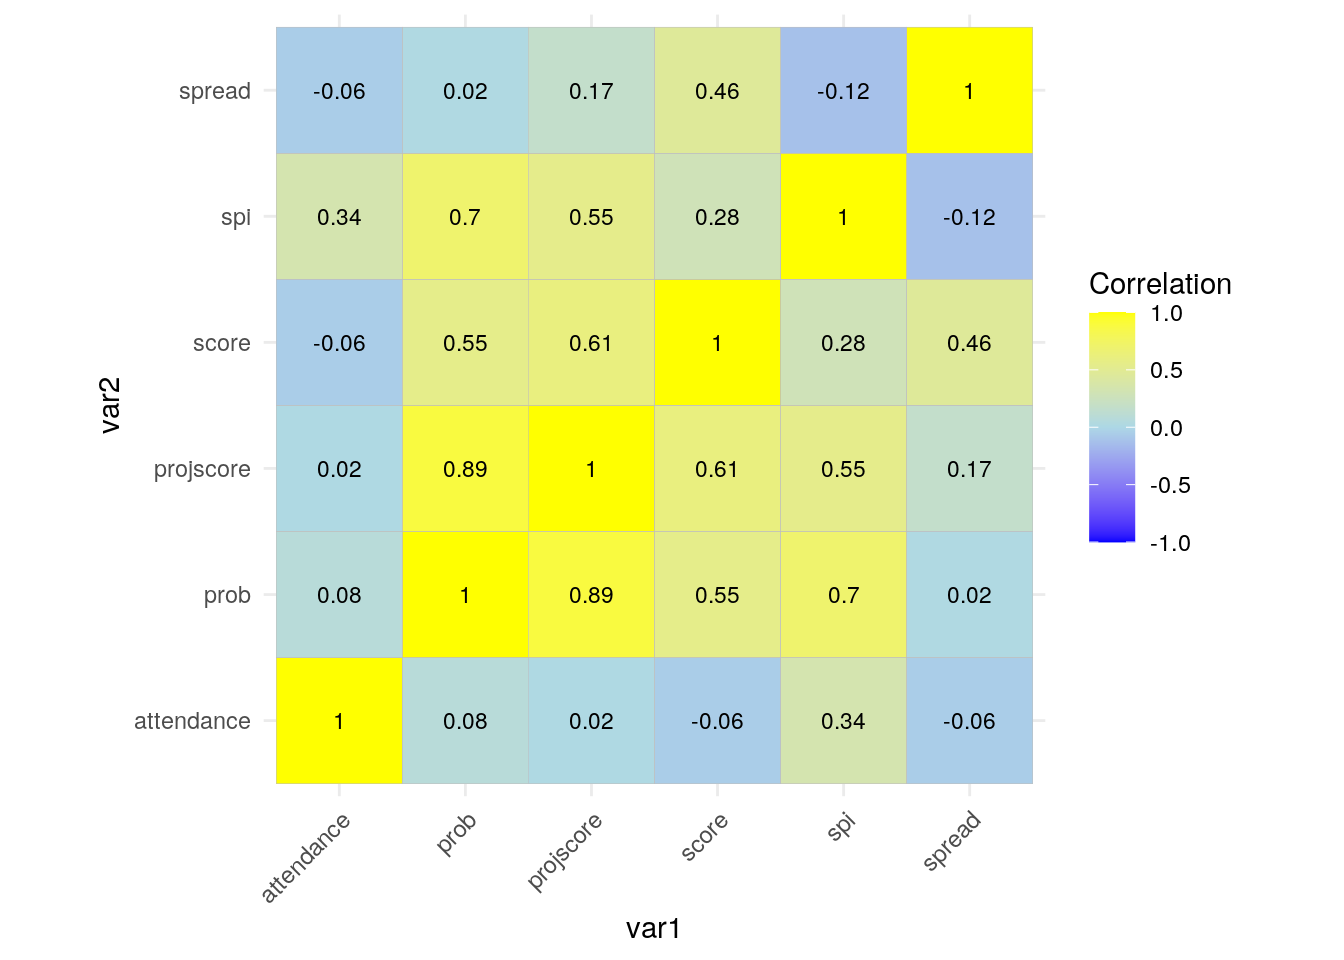 spread -0.06 0.02 0.17 0.46 -0.12 1
spi 0.34 0.7 0.55 0.28 1 -0.12
score -0.06 0.55 0.61 1 0.28 0.46
projscore 0.02 0.89 1 0.61 0.55 0.17
prob 0.08 1 0.89 0.55 0.7 0.02
attendance 1 0.08 0.02 -0.06 0.34 -0.06
attendance prob projscore score spi spread
var1
var2
Correlation
1.0
0.5
0.0
-0.5
-1.0